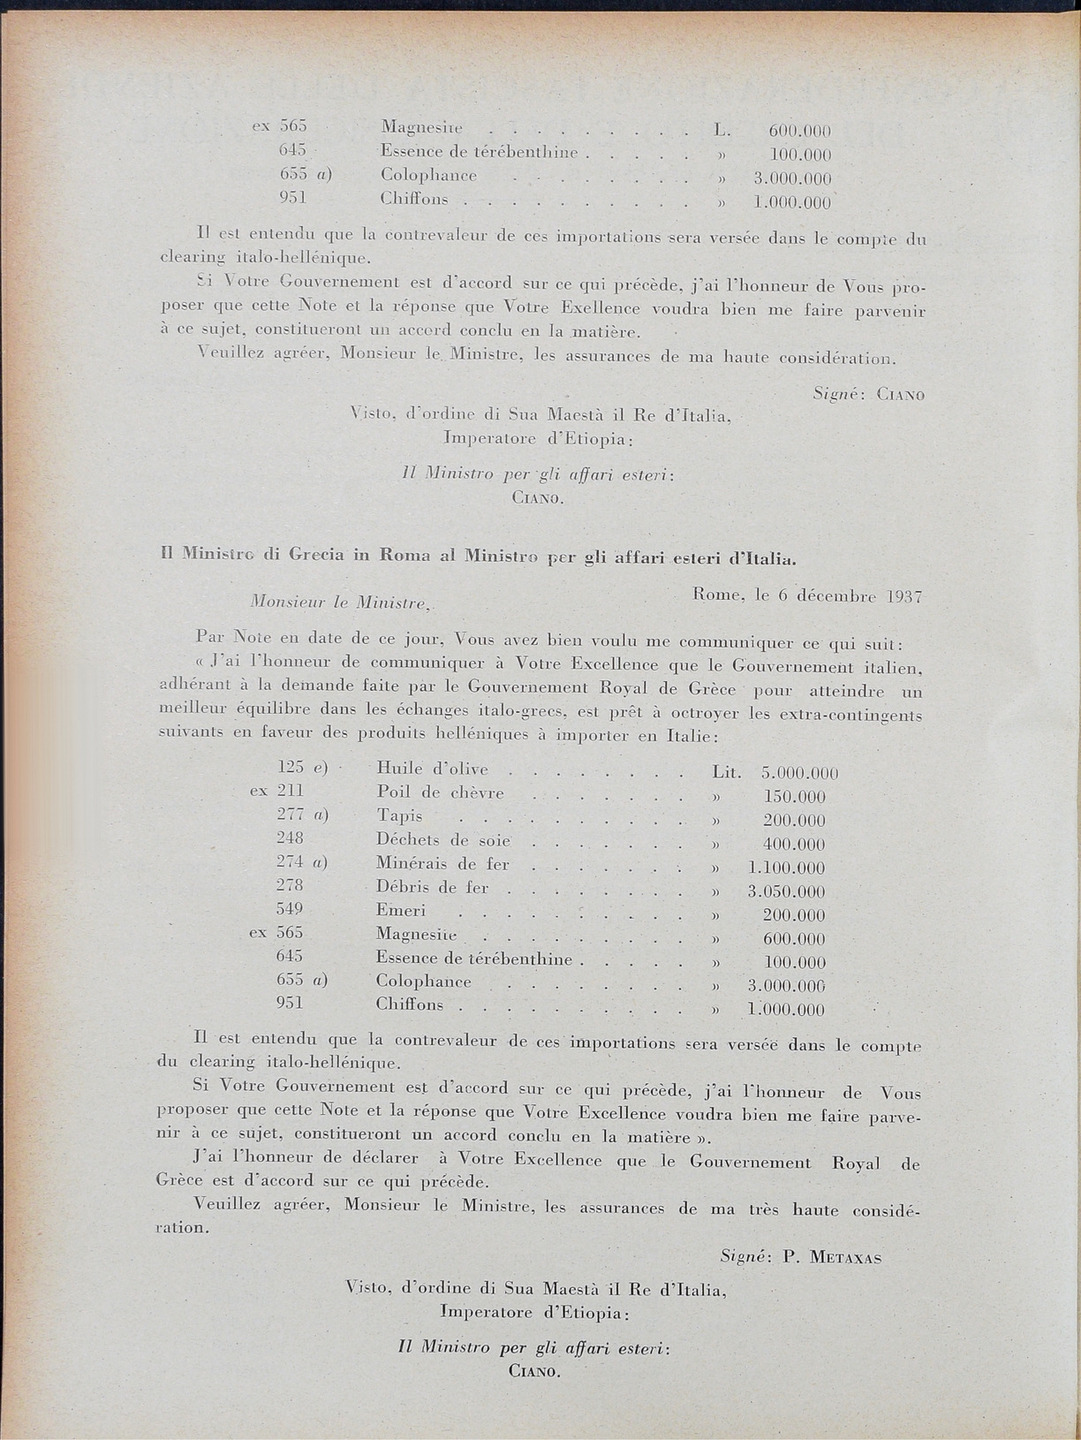 ex 565 Magnesite . . . . . . . . . L. 600.000
645 Essence de térébenthine . . . . . » 100.000
655 a) Colophance . . . . . . . . » 3.000.000
951 Chiffons . . . . . . . . . . » 1.000.000
Il est entendu que la contrevaleur de ces importations sera versée dans le compte du
clearing italo-hellénique.
Si Votre Gouvernement est d'accord sur ce qui précède, j'ai l'honneur de Vous pro-
poser que cette Note et la réponse que Votre Exellence voudra bien me faire parvenir
à ce sujet, constitueront un accord conclu en la matière.
Veuillez agréer, Monsieur le Ministre, les assurances de ma haute considération.
Signé: CIANO
Visto, d'ordine di Sua Maestà il Re d'Italia,
Imperatore d'Etiopia:
Il Ministro per gli affari esteri:
CIANO.
Il Ministro di Grecia in Roma al Ministro per gli affari esteri d'Italia.
Rome, le 6 décembre 1937
Monsieur le Ministre,
Par Note en date de ce jour, Vous avez bien voulu me communiquer ce qui suit:
« J'ai l'honneur de communiquer à Votre Excellence que le Gouvernement italien,
adhérant à la demande faite par le Gouvernement Royal de Grèce pour atteindre un
meilleur équilibre dans les échanges italo-grecs, est prêt à octroyer les extra-contingents
suivants en faveur des produits helléniques à importer en Italie:
125 e) Huile d'olive . . . . . . . . Lit. 5.000.000
ex 211 Poil de chèvre . . . . . . . » 150.000
277 a) Tapis . . . . . . . . . . » 200.000
248 Déchets de soie . . . . . . . » 400.000
274 a) Minérais de fer . . . . . . . » 1.100.000
278 Débris de fer . . . . . . . . » 3.050.000
549 Emeri . . . . . . . . . . » 200.000
ex 565 Magnesite . . . . . . . . . » 600.000
645 Essence de térébenthine . . . . . » 100.000
655 a) Colophance . . . . . . . . » 3.000.000
951 Chiffons . . . . . . . . . . » 1.000.000
Il est entendu que la contrevaleur de ces importations sera versée dans le compte
du clearing italo-hellénique.
Si Votre Gouvernement est d'accord sur ce qui précède, j'ai l'honneur de Vous
proposer que cette Note et la réponse que Votre Excellence voudra bien me faire parve-
nir à ce sujet, constitueront un accord conclu en la matière ».
J'ai l'honneur de déclarer à Votre Excellence que le Gouvernement Royal de
Grèce est d'accord sur ce qui précède.
Veuillez agréer, Monsieur le Ministre, les assurances de ma très haute considé-
ration.
Signé: P. METAXAS
Visto, d'ordine di Sua Maestà il Re d'Italia,
Imperatore d'Etiopia:
Il Ministro per gli affari esteri:
CIANO.